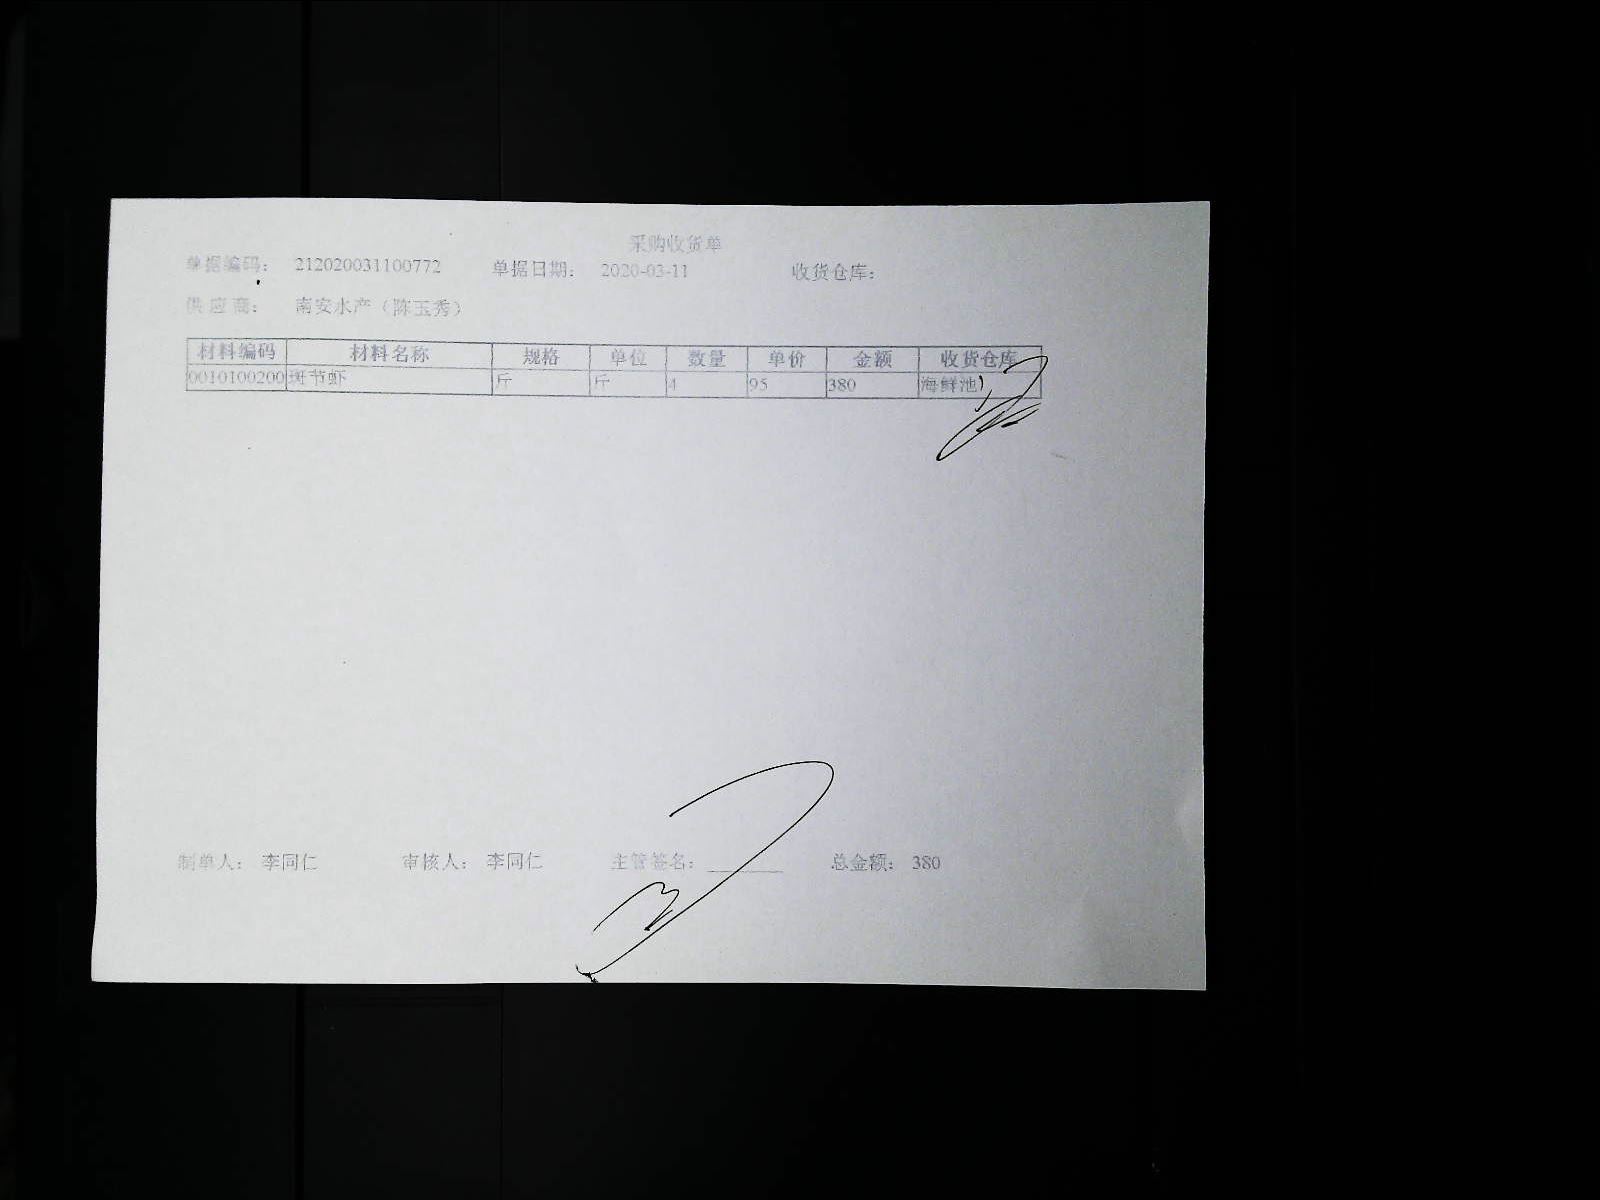 采购收货单
单据编码： 212020031100772 单据日期： 2020-03-11 收货仓库：
供应商： 南安水产（陈玉秀）
材料编码 材料名称 规格 单位 数量 单价 金额 收货仓库
0010100200 斑节虾 斤 斤 4 95 380 海鲜池
制单人： 李同仁 审核人： 李同仁 主管签名： 总金额： 380